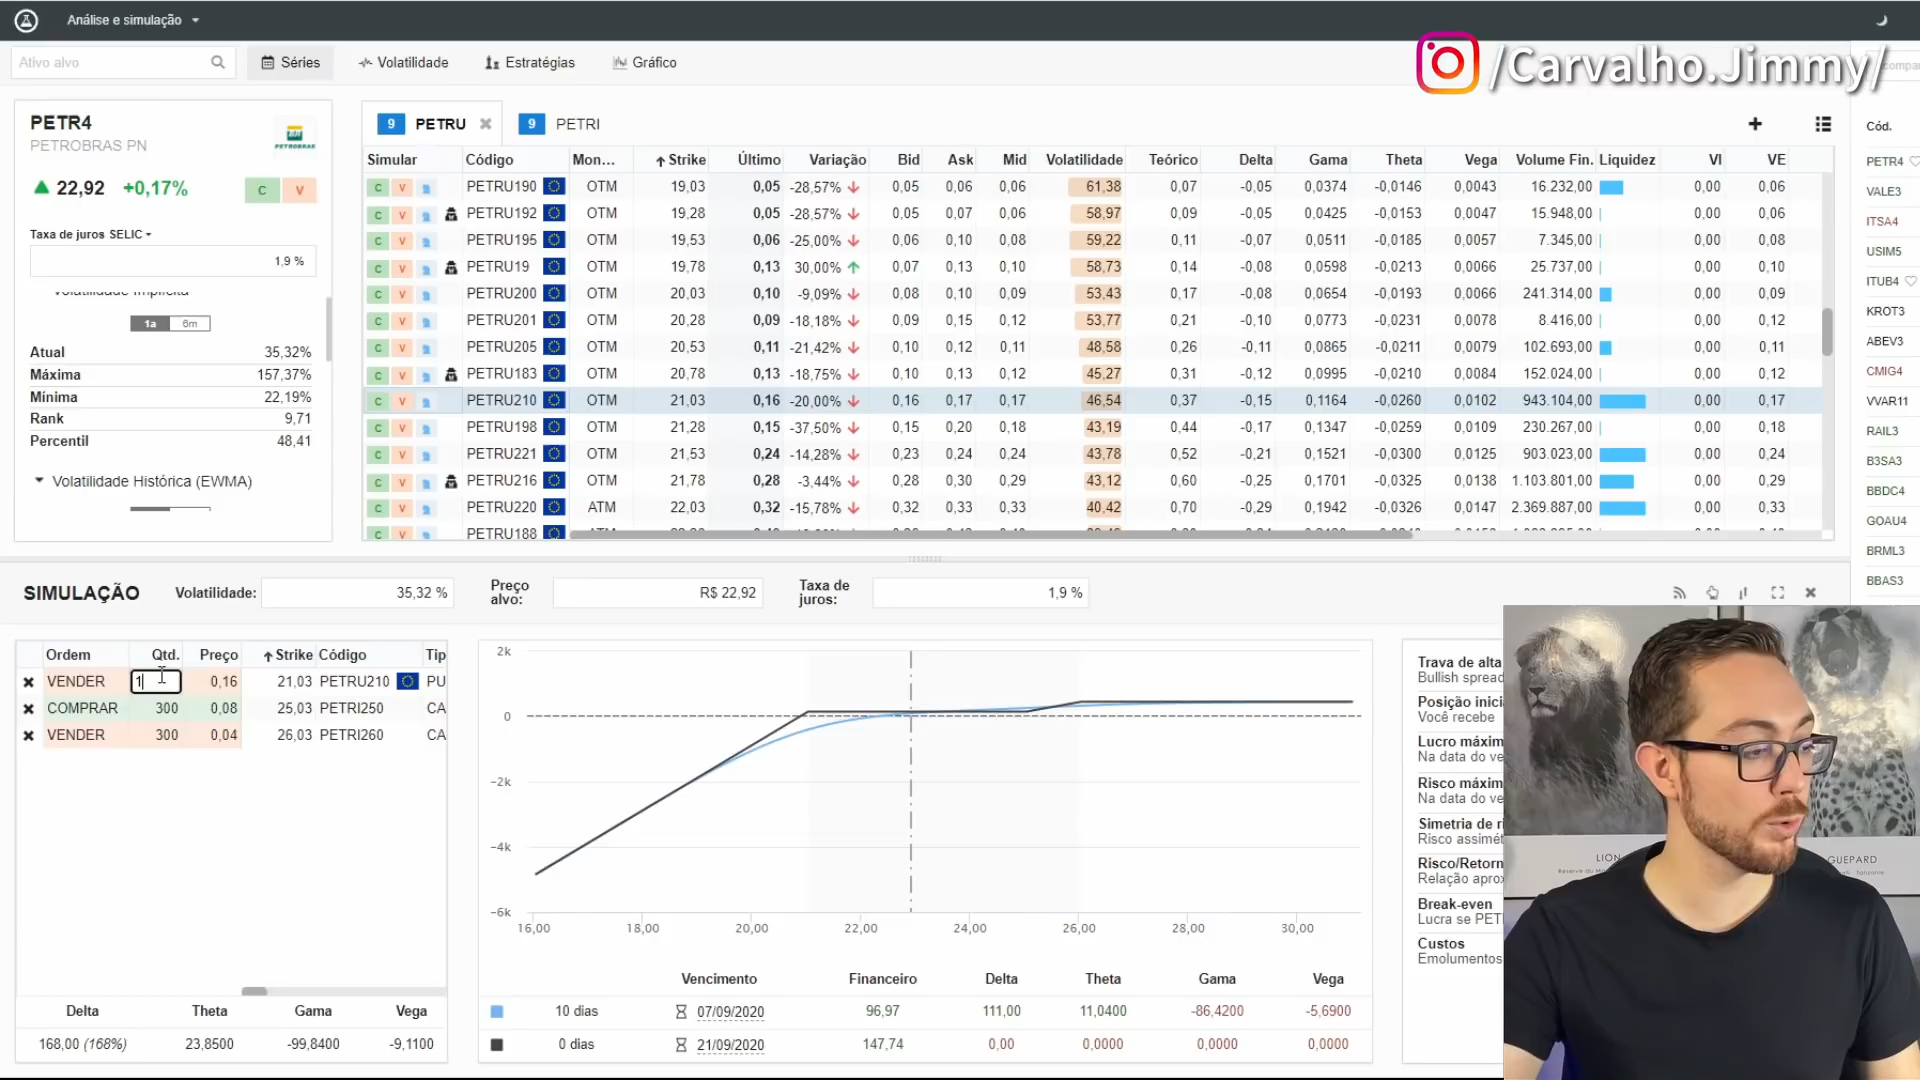 Análise e simulação
/Carvalho.Jimmy/
Ativo alvo
Séries
Volatilidade
Estratégias
Gráfico
PETR4
PETROBRAS PN
BR
PETROBRAS
22,92 +0,17% C V
Taxa de juros SELIC
1,9 %
Volatilidade Implícita
1a 6m
Atual 35,32%
Máxima 157,37%
Mínima 22,19%
Rank 9,71
Percentil 48,41
Volatilidade Histórica (EWMA)
9 PETRU 9 PETRI
Simular Código Mon... Strike Último Variação Bid Ask Mid Volatilidade Teórico Delta Gama Theta Vega Volume Fin. Liquidez VI VE
C V PETRU190 OTM 19,03 0,05 -28,57% 0,05 0,06 0,06 61,38 0,07 -0,05 0,0374 -0,0146 0,0043 16.232,00 0,00 0,06
C V PETRU192 OTM 19,28 0,05 -28,57% 0,05 0,07 0,06 58,97 0,09 -0,05 0,0425 -0,0153 0,0047 15.948,00 0,00 0,06
C V PETRU195 OTM 19,53 0,06 -25,00% 0,06 0,10 0,08 59,22 0,11 -0,07 0,0511 -0,0185 0,0057 7.345,00 0,00 0,08
C V PETRU19 OTM 19,78 0,13 30,00% 0,07 0,13 0,10 58,73 0,14 -0,08 0,0598 -0,0213 0,0066 25.737,00 0,00 0,10
C V PETRU200 OTM 20,03 0,10 -9,09% 0,08 0,10 0,09 53,43 0,17 -0,08 0,0654 -0,0193 0,0066 241.314,00 0,00 0,09
C V PETRU201 OTM 20,28 0,09 -18,18% 0,09 0,15 0,12 53,77 0,21 -0,10 0,0773 -0,0231 0,0078 8.416,00 0,00 0,12
C V PETRU205 OTM 20,53 0,11 -21,42% 0,10 0,12 0,11 48,58 0,26 -0,11 0,0865 -0,0211 0,0079 102.693,00 0,00 0,11
C V PETRU183 OTM 20,78 0,13 -18,75% 0,10 0,13 0,12 45,27 0,31 -0,12 0,0995 -0,0210 0,0084 152.024,00 0,00 0,12
C V PETRU210 OTM 21,03 0,16 -20,00% 0,16 0,17 0,17 46,54 0,37 -0,15 0,1164 -0,0260 0,0102 943.104,00 0,00 0,17
C V PETRU198 OTM 21,28 0,15 -37,50% 0,15 0,20 0,18 43,19 0,44 -0,17 0,1347 -0,0259 0,0109 230.267,00 0,00 0,18
C V PETRU221 OTM 21,53 0,24 -14,28% 0,23 0,24 0,24 43,78 0,52 -0,21 0,1521 -0,0300 0,0125 903.023,00 0,00 0,24
C V PETRU216 OTM 21,78 0,28 -3,44% 0,28 0,30 0,29 43,12 0,60 -0,25 0,1701 -0,0325 0,0138 1.103.801,00 0,00 0,29
C V PETRU220 ATM 22,03 0,32 -15,78% 0,32 0,33 0,33 40,42 0,70 -0,29 0,1942 -0,0326 0,0147 2.369.887,00 0,00 0,33
C V PETRU188
Cód.
PETR4
VALE3
ITSA4
USIM5
ITUB4
KROT3
ABEV3
CMIG4
VVAR11
RAIL3
B3SA3
BBDC4
GOAU4
BRML3
BBAS3
SIMULAÇÃO Volatilidade: 35,32 % Preço alvo: R$ 22,92 Taxa de juros: 1,9 %
Ordem Qtd. Preço Strike Código Tip
VENDER 1 0,16 21,03 PETRU210 PU
COMPRAR 300 0,08 25,03 PETRI250 CA
VENDER 300 0,04 26,03 PETRI260 CA
Delta Theta Gama Vega
168,00 (168%) 23,8500 -99,8400 -9,1100
2k
0
-2k
-4k
-6k
16,00 18,00 20,00 22,00 24,00 26,00 28,00 30,00
Vencimento Financeiro Delta Theta Gama Vega
10 dias 07/09/2020 96,97 111,00 11,0400 -86,4200 -5,6900
0 dias 21/09/2020 147,74 0,00 0,0000 0,0000 0,0000
Trava de alta
Bullish spread
Posição inici
Você recebe
Lucro máxim
Na data do ve
Risco máxim
Na data do ve
Simetria de ri
Risco assimét
Risco/Retorn
Relação aprox
Break-even
Lucra se PET
Custos
Emolumentos
LION
GUEPARD